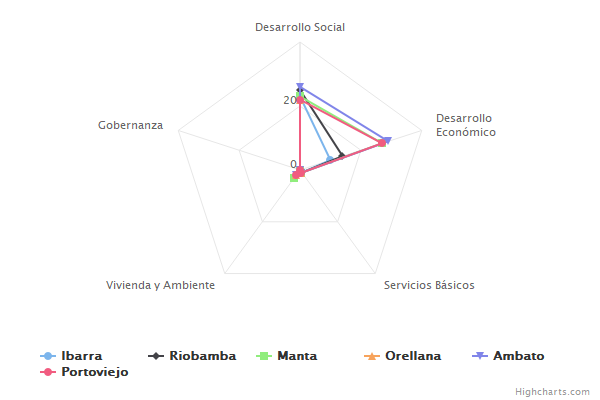 Desarrollo Social
20
Desarrollo
Económico
Gobernanza
0
Vivienda y Ambiente
Servicios Básicos
Ibarra Riobamba Manta Orellana Ambato
Portoviejo
Highcharts.com